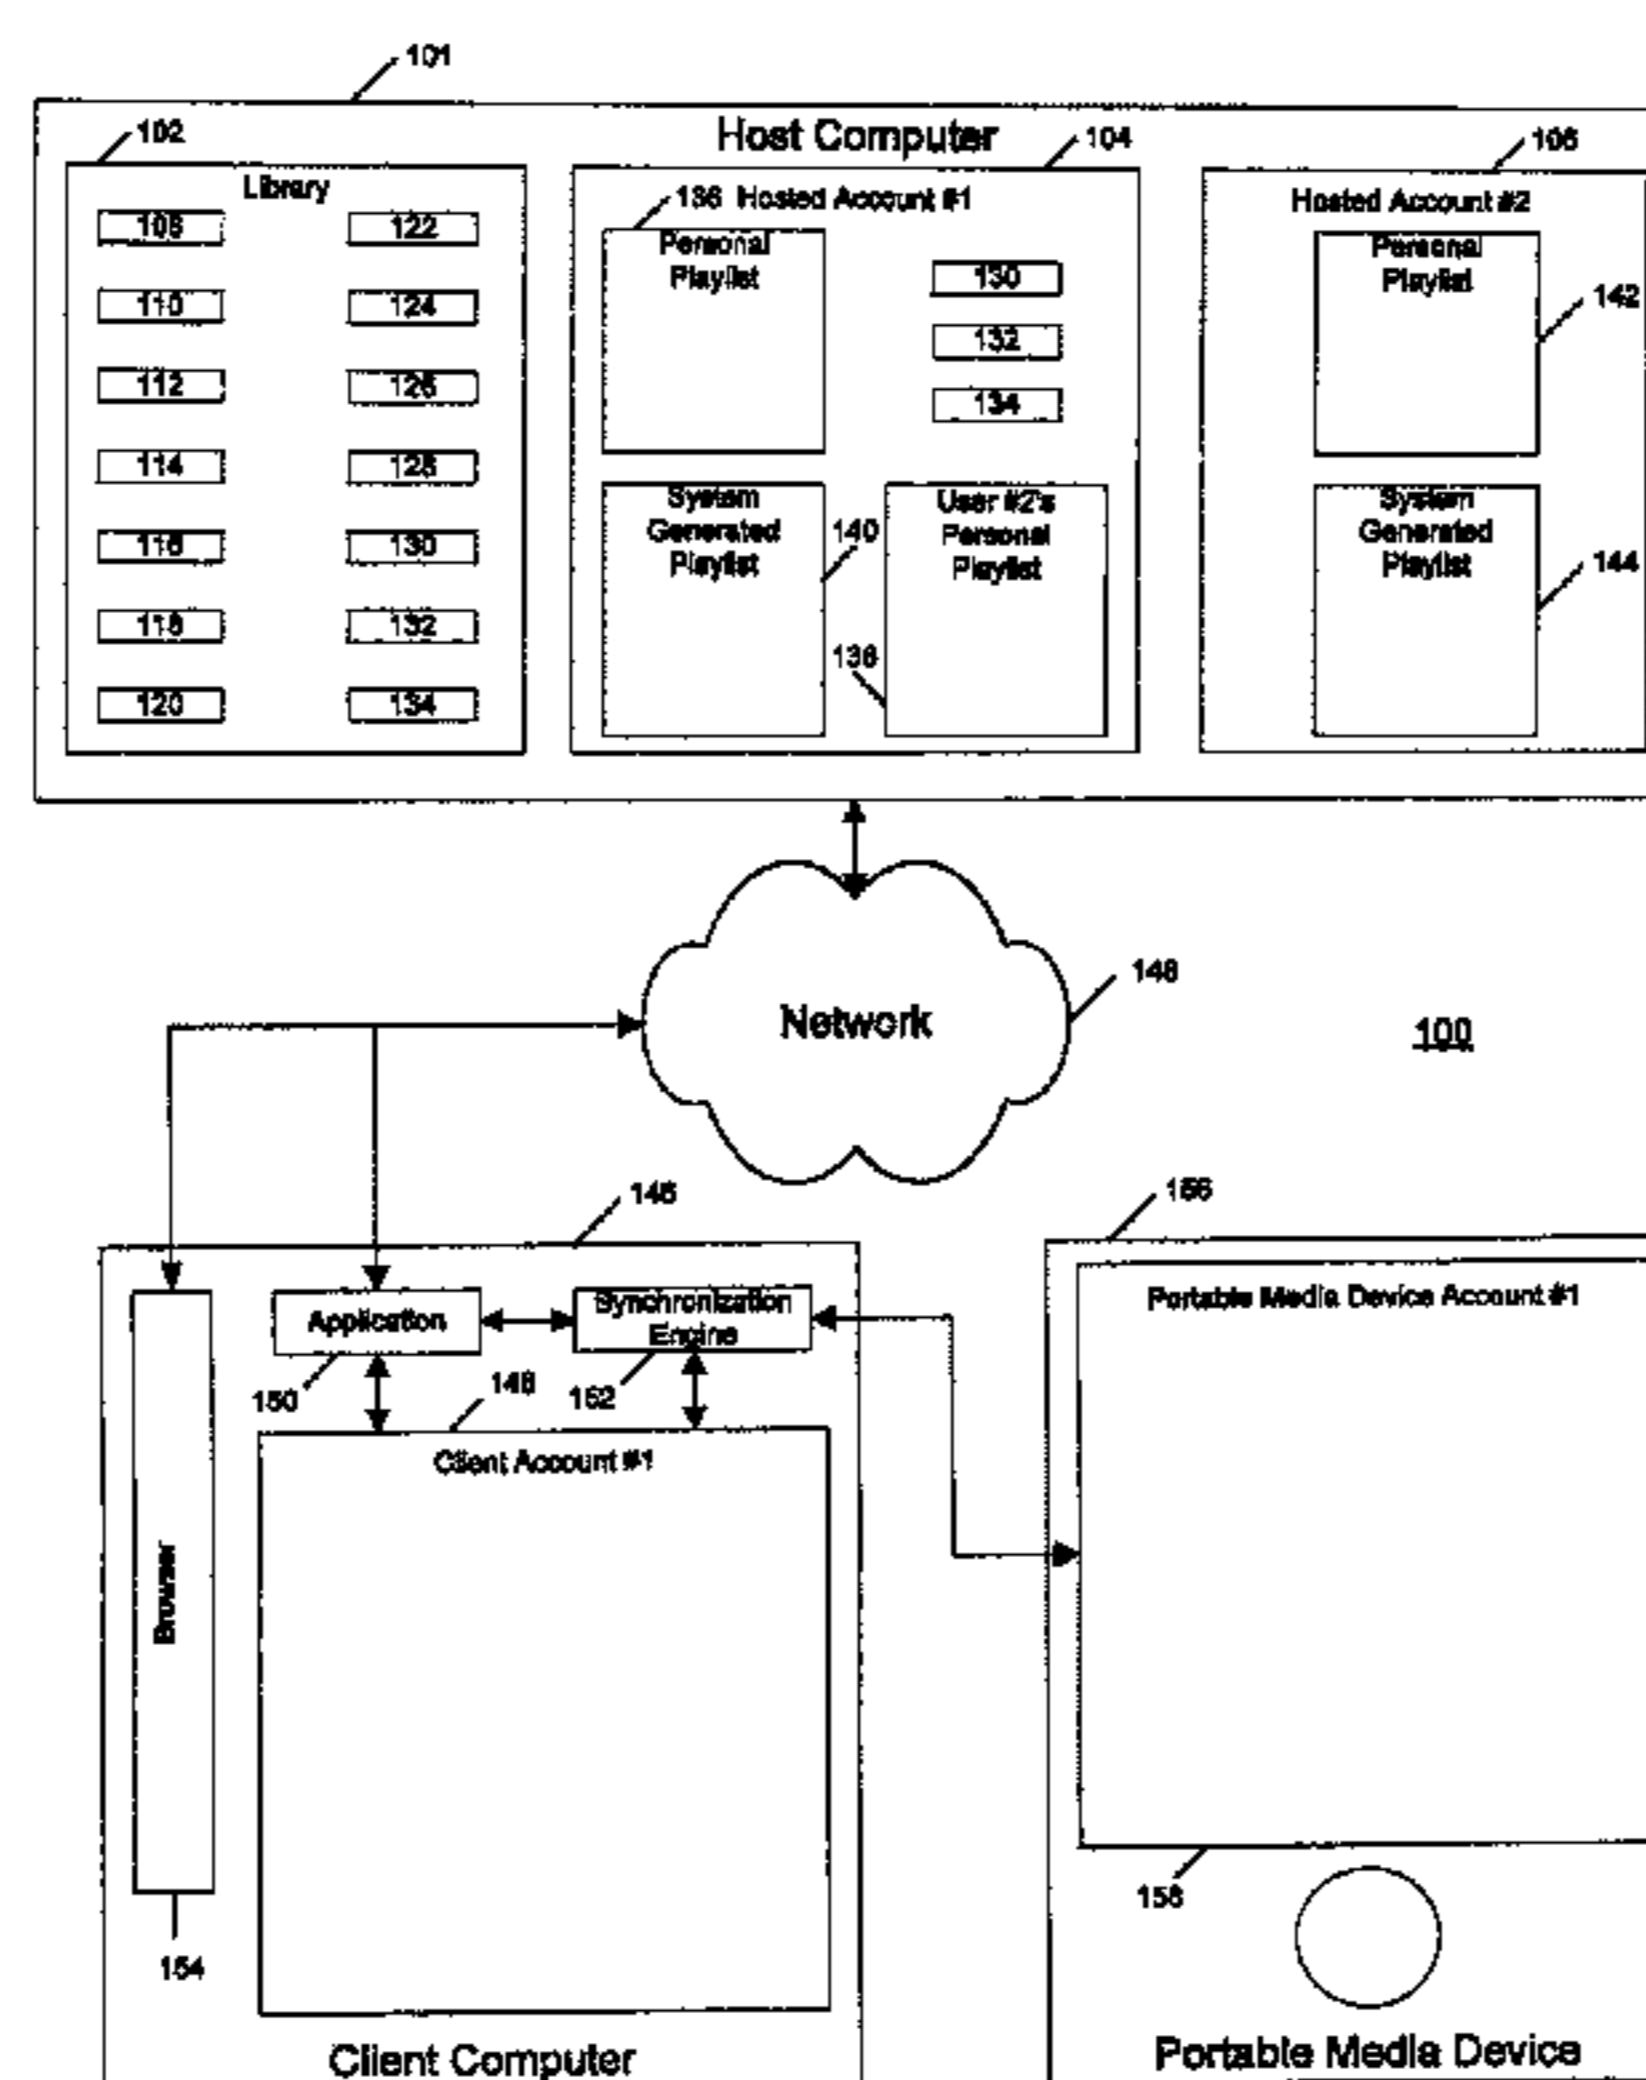 101
102
Host Computer
104
106
Library
136 Hosted Account #1
Hosted Account #2
108
122
Personal
Playlist
130
Personal
Playlist
142
110
124
132
112
126
134
114
128
System
Generated
Playlist
140
User #2's
Personal
Playlist
System
Generated
Playlist
144
116
130
118
132
138
120
134
Network
100
156
Application
Synchronization
Engine
Portable Media Device Account #1
150
152
Client Account #1
Browser
158
154
Client Computer
Portable Media Device